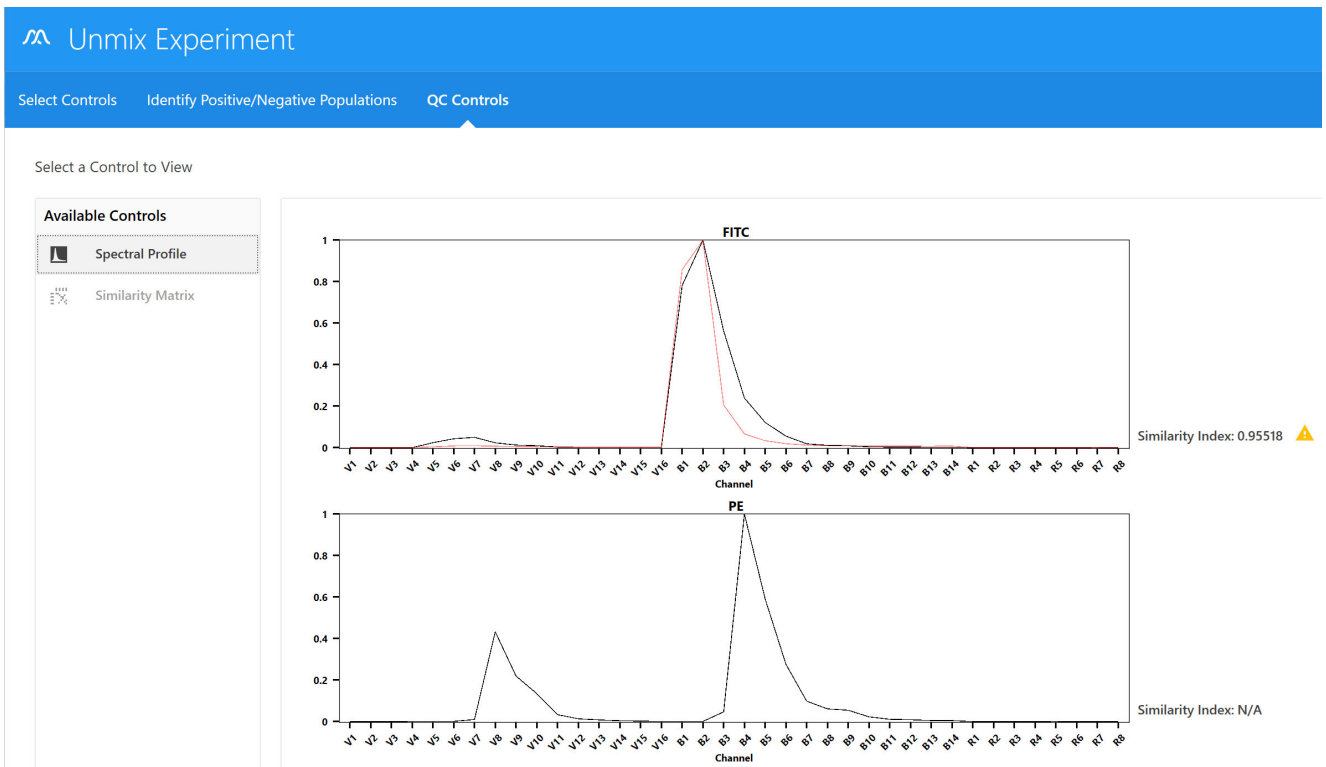 Unmix Experiment
Select Controls Identify Positive/Negative Populations QC Controls
Select a Control to View
Available Controls
Spectral Profile
Similarity Matrix
FITC
1
0.8
0.6
0.4
0.2
0
V1 V2 V3 V4 V5 V6 V7 V8 V9 V10 V11 V12 V13 V14 V15 V16 B1 B2 B3 B4 B5 B6 B7 B8 B9 B10 B11 B12 B13 B14 R1 R2 R3 R4 R5 R6 R7 R8
Channel
Similarity Index: 0.95518
PE
1
0.8
0.6
0.4
0.2
0
V1 V2 V3 V4 V5 V6 V7 V8 V9 V10 V11 V12 V13 V14 V15 V16 B1 B2 B3 B4 B5 B6 B7 B8 B9 B10 B11 B12 B13 B14 R1 R2 R3 R4 R5 R6 R7 R8
Channel
Similarity Index: N/A